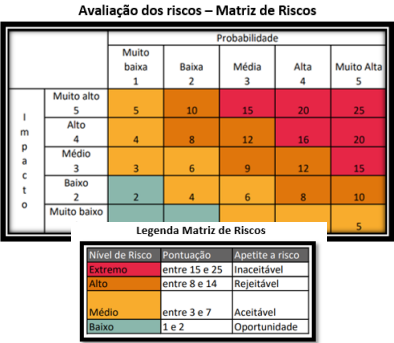 Avaliação dos riscos – Matriz de Riscos
Probabilidade
Muito baixa 1 Baixa 2 Média 3 Alta 4 Muito Alta 5
Impacto
Muito alto 5 5 10 15 20 25
Alto 4 4 8 12 16 20
Médio 3 3 6 9 12 15
Baixo 2 2 4 6 8 10
Muito baixo 5
Legenda Matriz de Riscos
Nível de Risco Pontuação Apetite a risco
Extremo entre 15 e 25 Inaceitável
Alto entre 8 e 14 Rejeitável
Médio entre 3 e 7 Aceitável
Baixo 1 e 2 Oportunidade